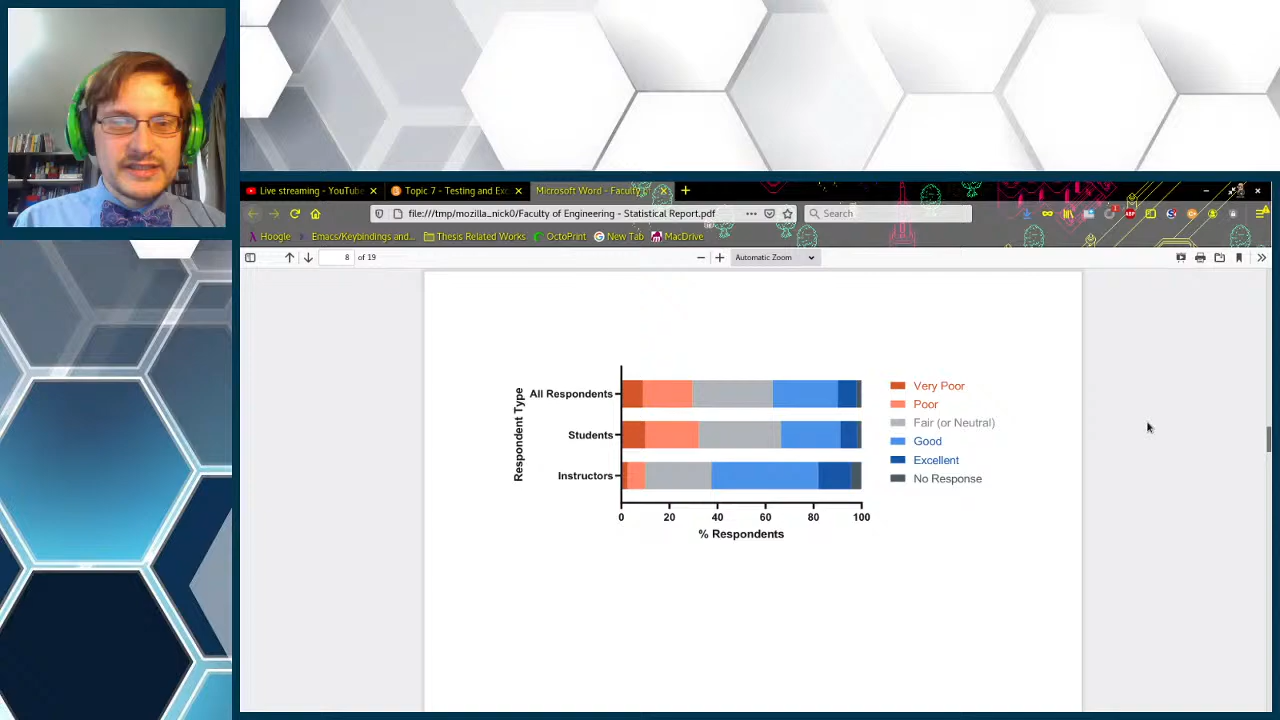 Live streaming - YouTube
Topic 7 - Testing and Ex
Microsoft Word - Faculty
file:///tmp/mozilla_nick0/Faculty of Engineering - Statistical Report.pdf
Search
Hoogle
Emacs/Keybindings and...
Thesis Related Works
OctoPrint
New Tab
MacDrive
8 of 19
Automatic Zoom
Respondent Type
All Respondents
Students
Instructors
0 20 40 60 80 100
% Respondents
Very Poor
Poor
Fair (or Neutral)
Good
Excellent
No Response